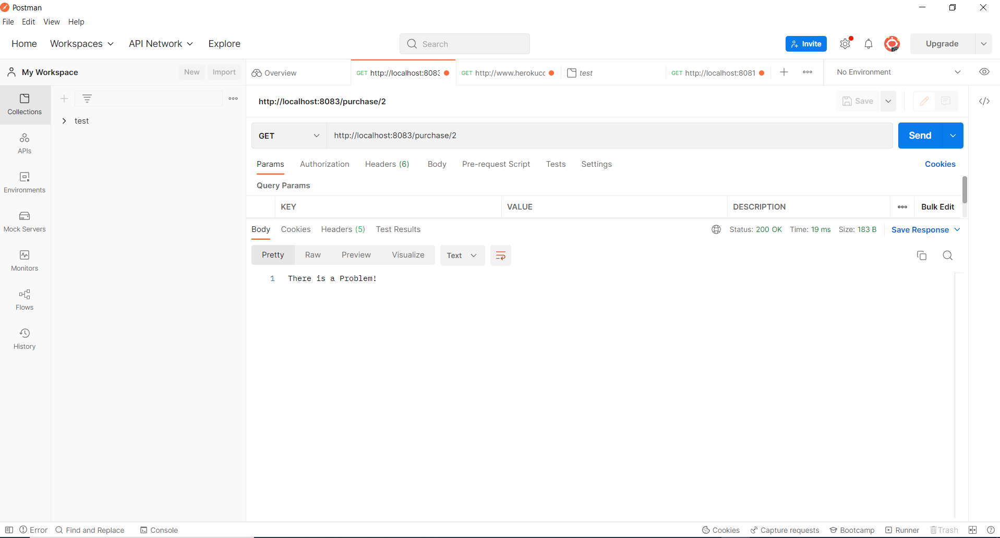 Postman
File Edit View Help
Home Workspaces API Network Explore Search Invite Upgrade
My Workspace New Import Overview GET http://localhost:8083 GET http://www.herokucc test GET http://localhost:8081 No Environment
Collections
test
APIs
Environments
Mock Servers
Monitors
Flows
History
http://localhost:8083/purchase/2 Save
GET http://localhost:8083/purchase/2 Send
Params Authorization Headers (6) Body Pre-request Script Tests Settings Cookies
Query Params
KEY VALUE DESCRIPTION Bulk Edit
Body Cookies Headers (5) Test Results Status: 200 OK Time: 19 ms Size: 183 B Save Response
Pretty Raw Preview Visualize Text
1 There is a Problem!
Error Find and Replace Console Cookies Capture requests Bootcamp Runner Trash